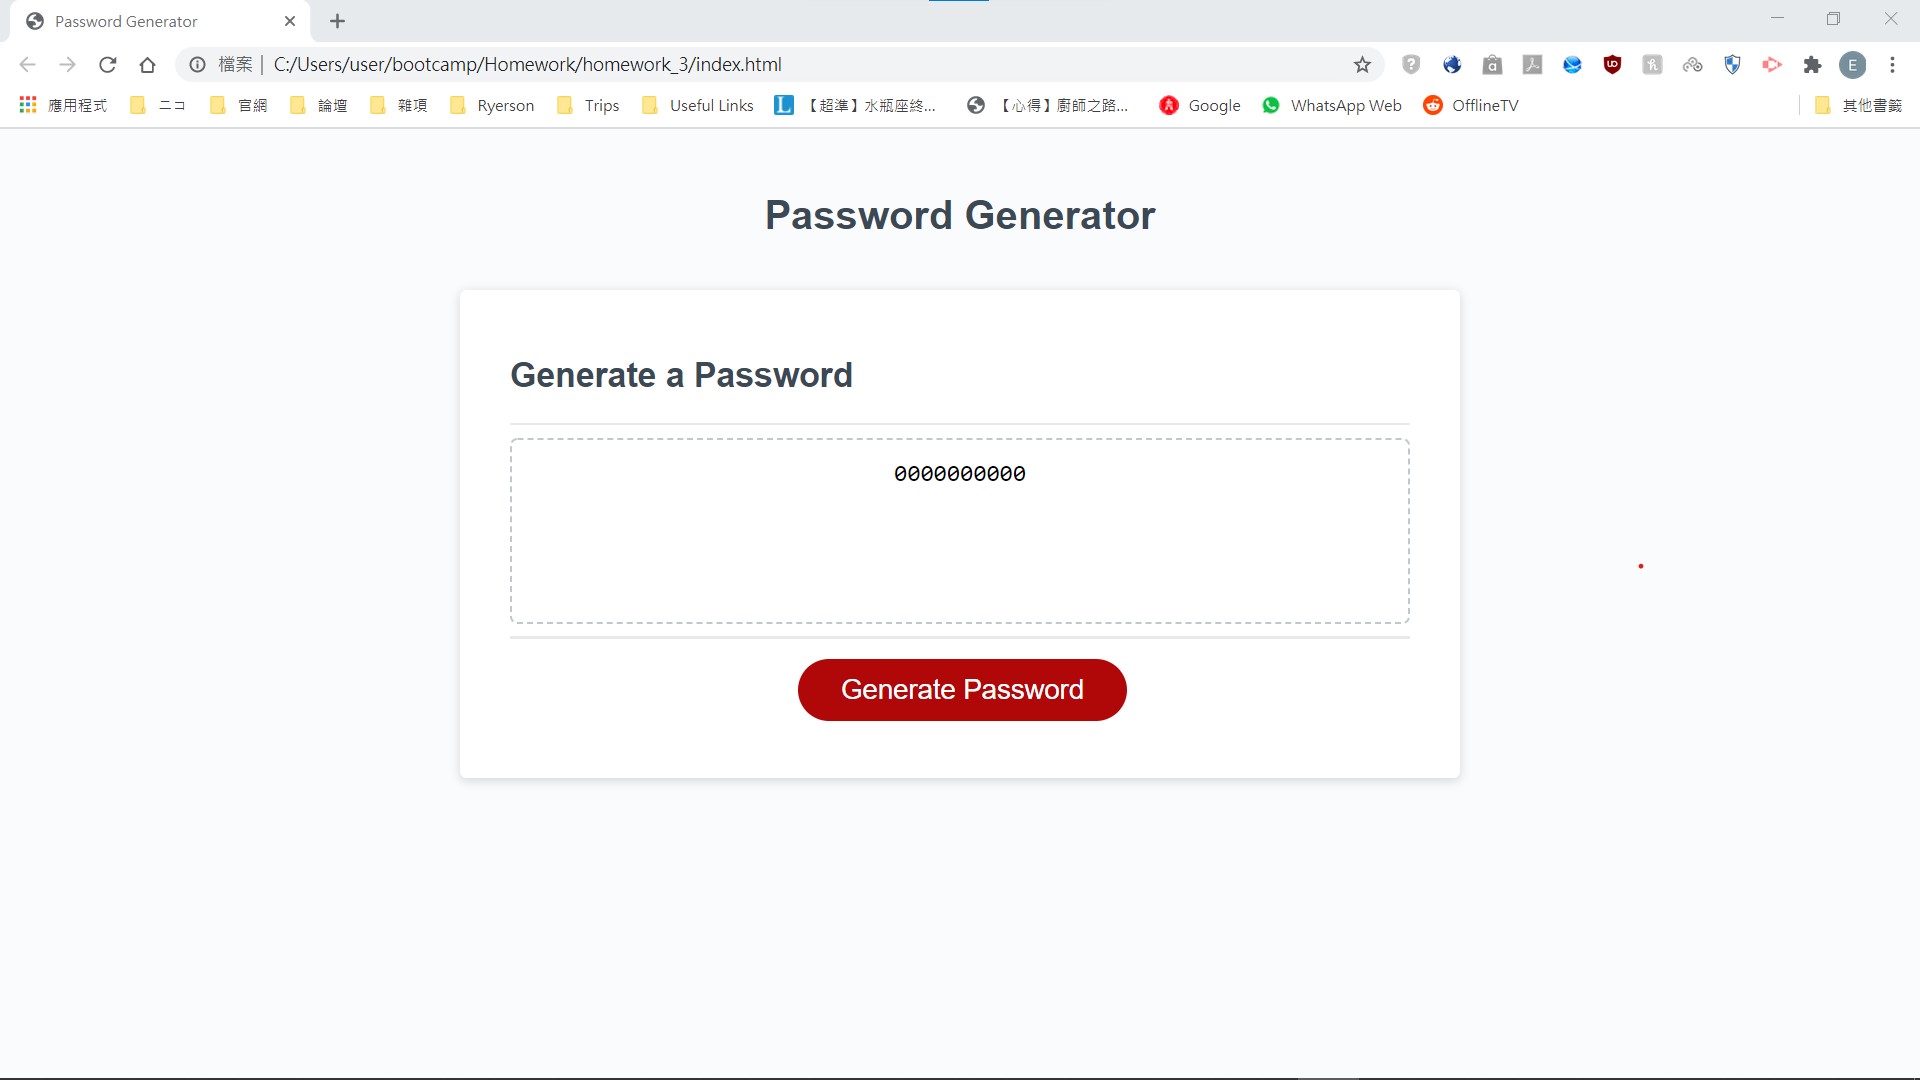 Password Generator
檔案 | C:/Users/user/bootcamp/Homework/homework_3/index.html
E
應用程式 ニコ 官網 論壇 雜項 Ryerson Trips Useful Links 【超準】水瓶座終... 【心得】廚師之路... Google WhatsApp Web OfflineTV 其他書籤
Password Generator
Generate a Password
0000000000
Generate Password